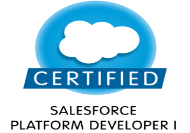 CERTIFIED
SALESFORCE
PLATFORM DEVELOPER I